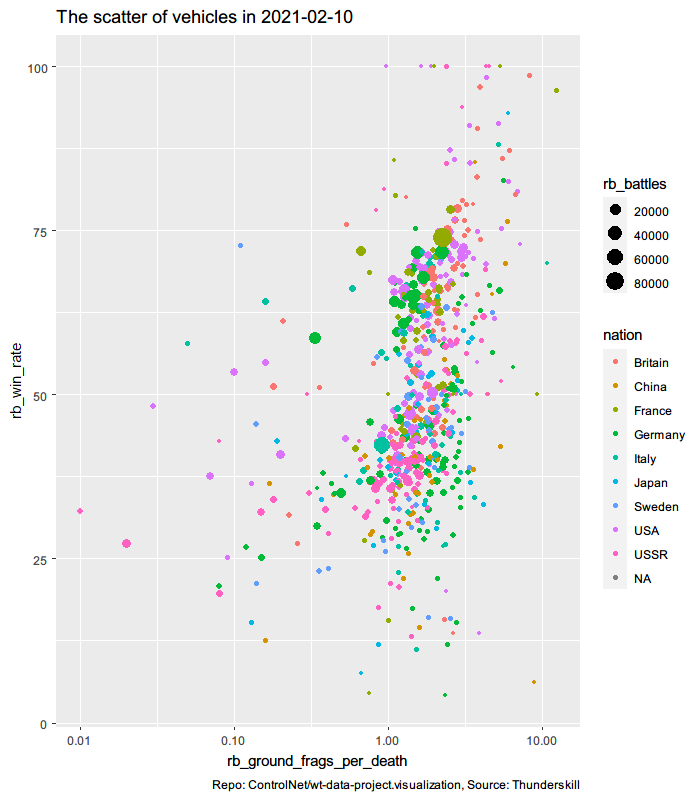 The scatter of vehicles in 2021-02-10
100
75
50
25
0
rb_win_rate
0.01
0.10
1.00
10.00
rb_ground_frags_per_death
Repo: ControlNet/wt-data-project.visualization, Source: Thunderskill
rb_battles
20000
40000
60000
80000
nation
Britain
China
France
Germany
Italy
Japan
Sweden
USA
USSR
NA